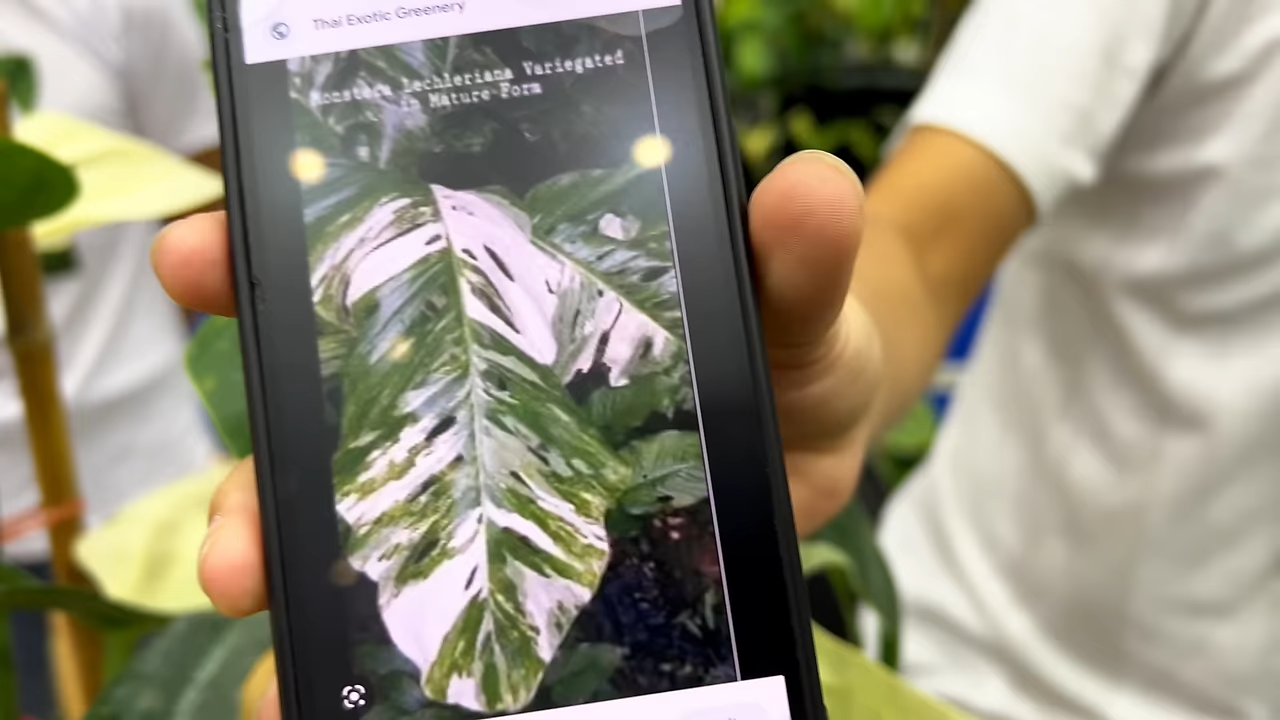 Thai Exotic Greenery
Monstera Lechleriana Variegated
in Mature Form